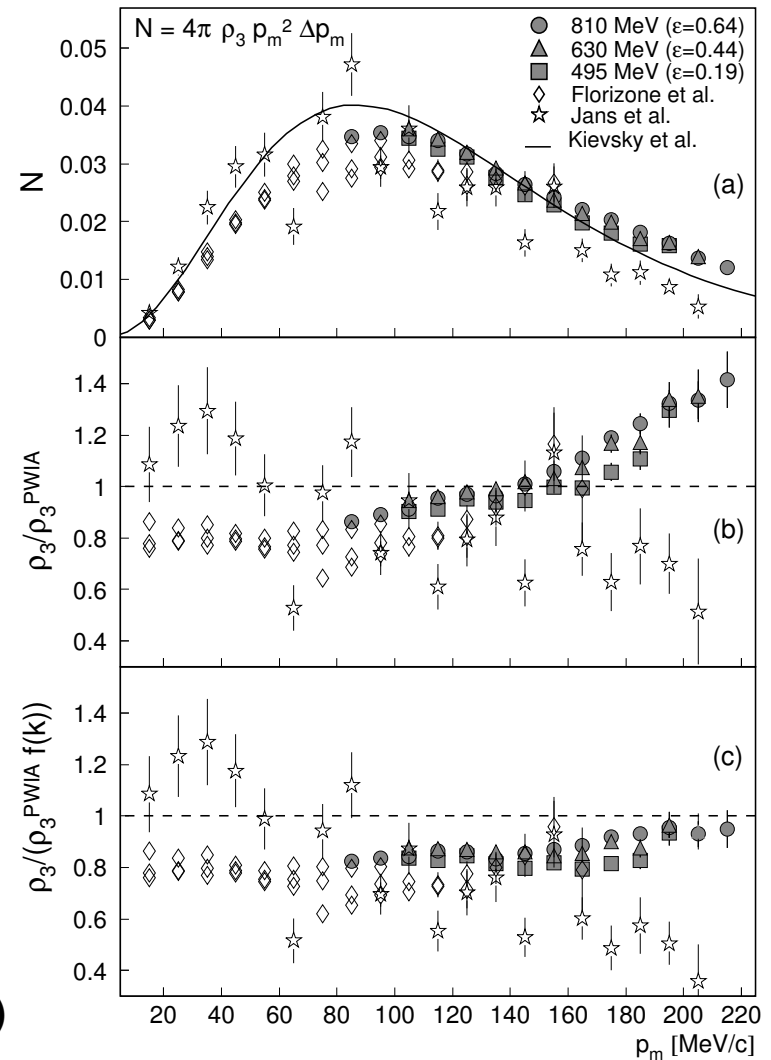 N = 4π ρ₃ pₘ² Δpₘ
810 MeV (ε=0.64)
630 MeV (ε=0.44)
495 MeV (ε=0.19)
Florizone et al.
Jans et al.
Kievsky et al.
N
(a)
0.05
0.04
0.03
0.02
0.01
0
ρ₃/ρ₃ᴾᵂᴵᴬ
(b)
1.4
1.2
1
0.8
0.6
0.4
ρ₃/(ρ₃ᴾᵂᴵᴬ f(k))
(c)
1.4
1.2
1
0.8
0.6
0.4
20 40 60 80 100 120 140 160 180 200 220
pₘ [MeV/c]
)